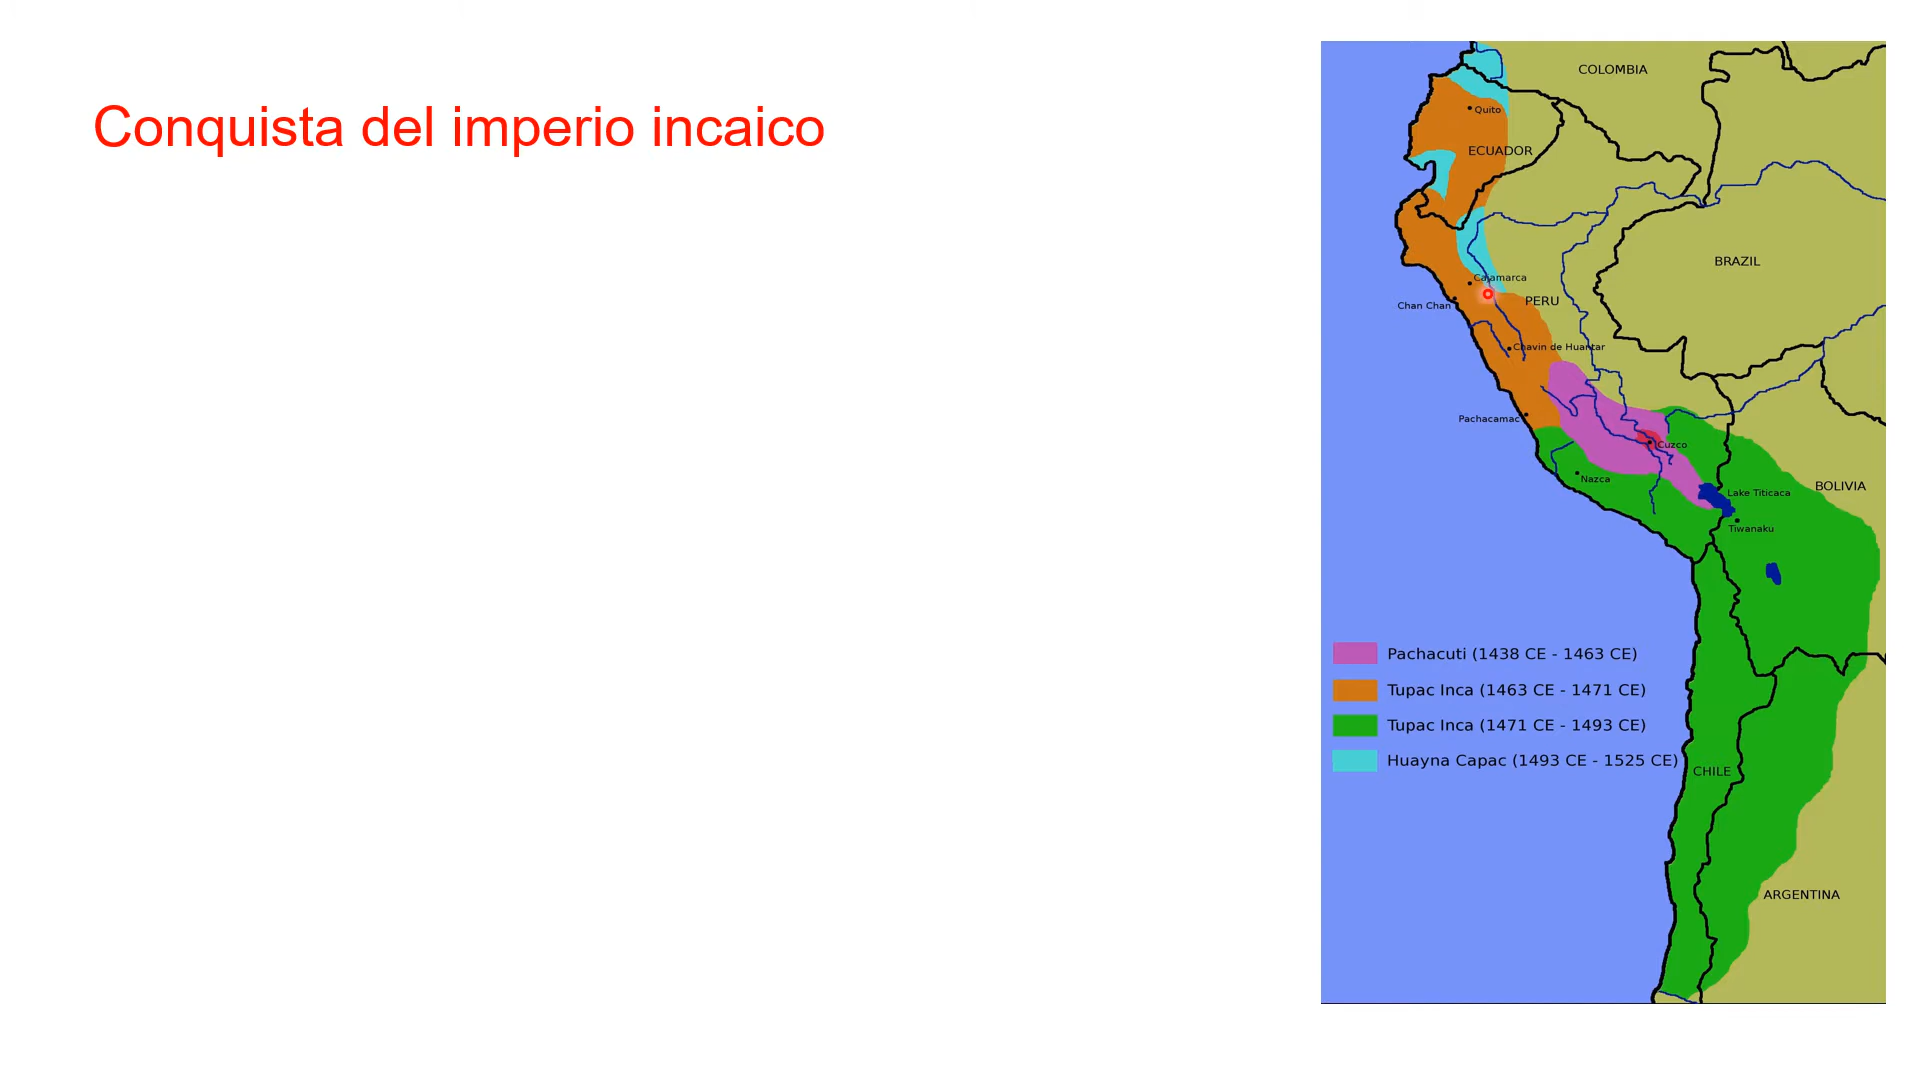 Conquista del imperio incaico
COLOMBIA
Quito
ECUADOR
BRAZIL
Cajamarca
PERU
Chan Chan
Chavin de Huantar
Pachacamac
Cuzco
Nazca
BOLIVIA
Lake Titicaca
Tiwanaku
Pachacuti (1438 CE - 1463 CE)
Tupac Inca (1463 CE - 1471 CE)
Tupac Inca (1471 CE - 1493 CE)
Huayna Capac (1493 CE - 1525 CE)
CHILE
ARGENTINA